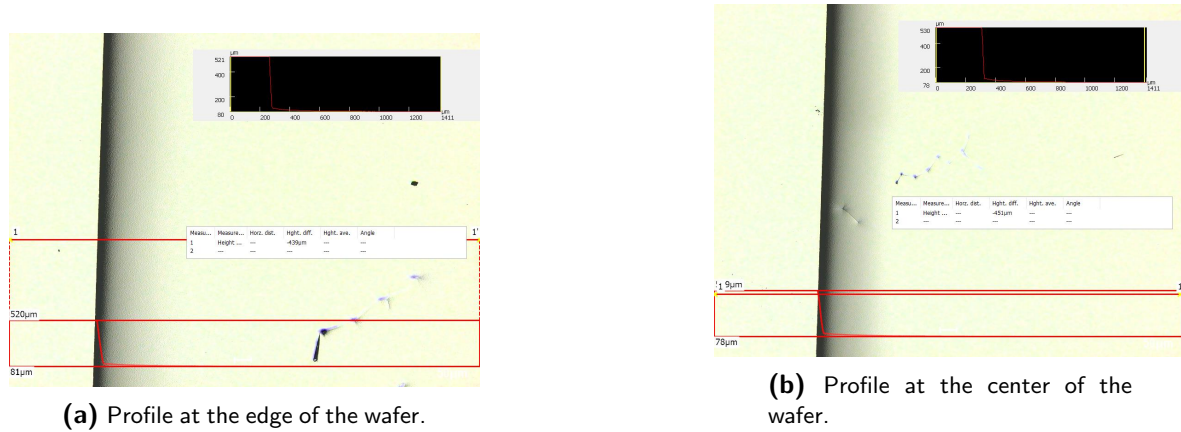 µm
521
400
200
80
0 200 400 600 800 1000 1200 1411
µm
1 1'
Measu... Measure... Horz. dist. Hght. diff. Hght. ave. Angle
1 Height ... --- -439µm --- ---
2 --- --- --- --- ---
520µm
81µm
(a) Profile at the edge of the wafer.
µm
530
400
200
78
0 200 400 600 800 1000 1200 1411
µm
Measu... Measure... Horz. dist. Hght. diff. Hght. ave. Angle
1 Height ... --- -451µm --- ---
2 --- --- --- --- ---
1 9µm 1
78µm
(b) Profile at the center of the
wafer.